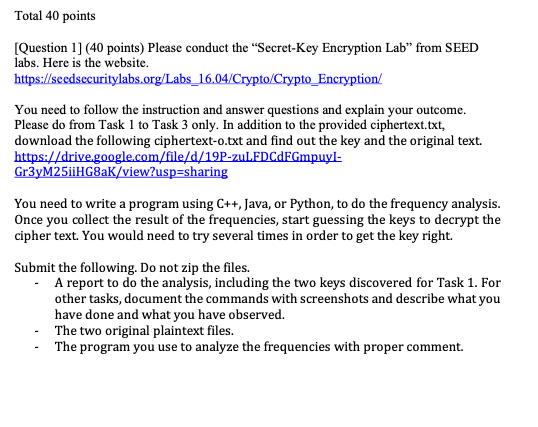 Total 40 points
[Question 1] (40 points) Please conduct the “Secret-Key Encryption Lab” from SEED
labs. Here is the website.
https://seedsecuritylabs.org/Labs_16.04/Crypto/Crypto_Encryption/
You need to follow the instruction and answer questions and explain your outcome.
Please do from Task 1 to Task 3 only. In addition to the provided ciphertext.txt,
download the following ciphertext-o.txt and find out the key and the original text.
https://drive.google.com/file/d/19P-zuLFDCdFGmpuyI-
Gr3yM25iiHG8aK/view?usp=sharing
You need to write a program using C++, Java, or Python, to do the frequency analysis.
Once you collect the result of the frequencies, start guessing the keys to decrypt the
cipher text. You would need to try several times in order to get the key right.
Submit the following. Do not zip the files.
- A report to do the analysis, including the two keys discovered for Task 1. For
other tasks, document the commands with screenshots and describe what you
have done and what you have observed.
- The two original plaintext files.
- The program you use to analyze the frequencies with proper comment.